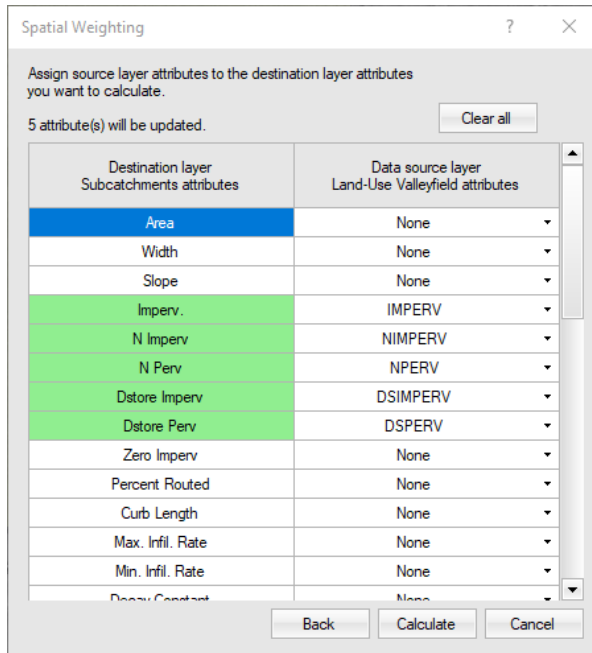 Spatial Weighting
?
Assign source layer attributes to the destination layer attributes
you want to calculate.
5 attribute(s) will be updated.
Clear all
Destination layer
Subcatchments attributes
Data source layer
Land-Use Valleyfield attributes
Area None
Width None
Slope None
Imperv. IMPERV
N Imperv NIMPERV
N Perv NPERV
Dstore Imperv DSIMPERV
Dstore Perv DSPERV
Zero Imperv None
Percent Routed None
Curb Length None
Max. Infil. Rate None
Min. Infil. Rate None
Decay Constant None
Back Calculate Cancel